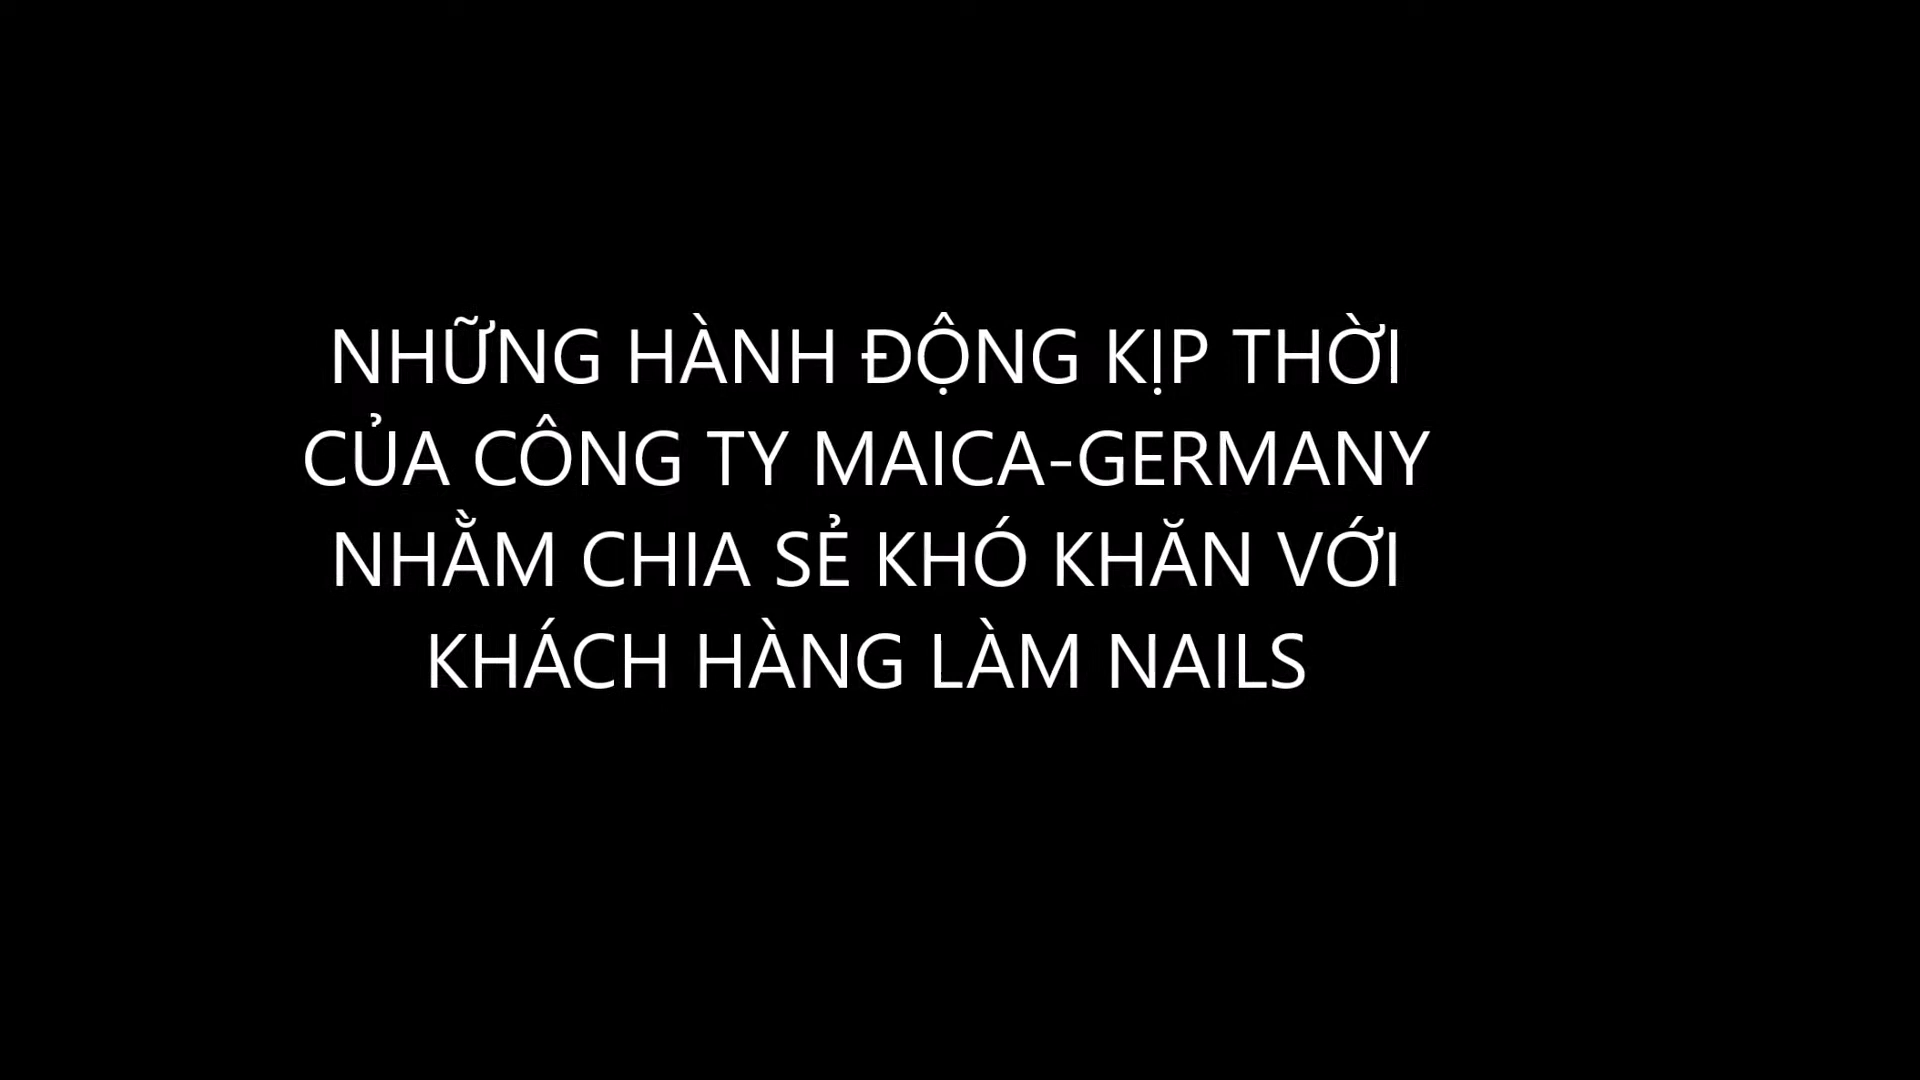 NHỮNG HÀNH ĐỘNG KỊP THỜI
CỦA CÔNG TY MAICA-GERMANY
NHẰM CHIA SẺ KHÓ KHĂN VỚI
KHÁCH HÀNG LÀM NAILS